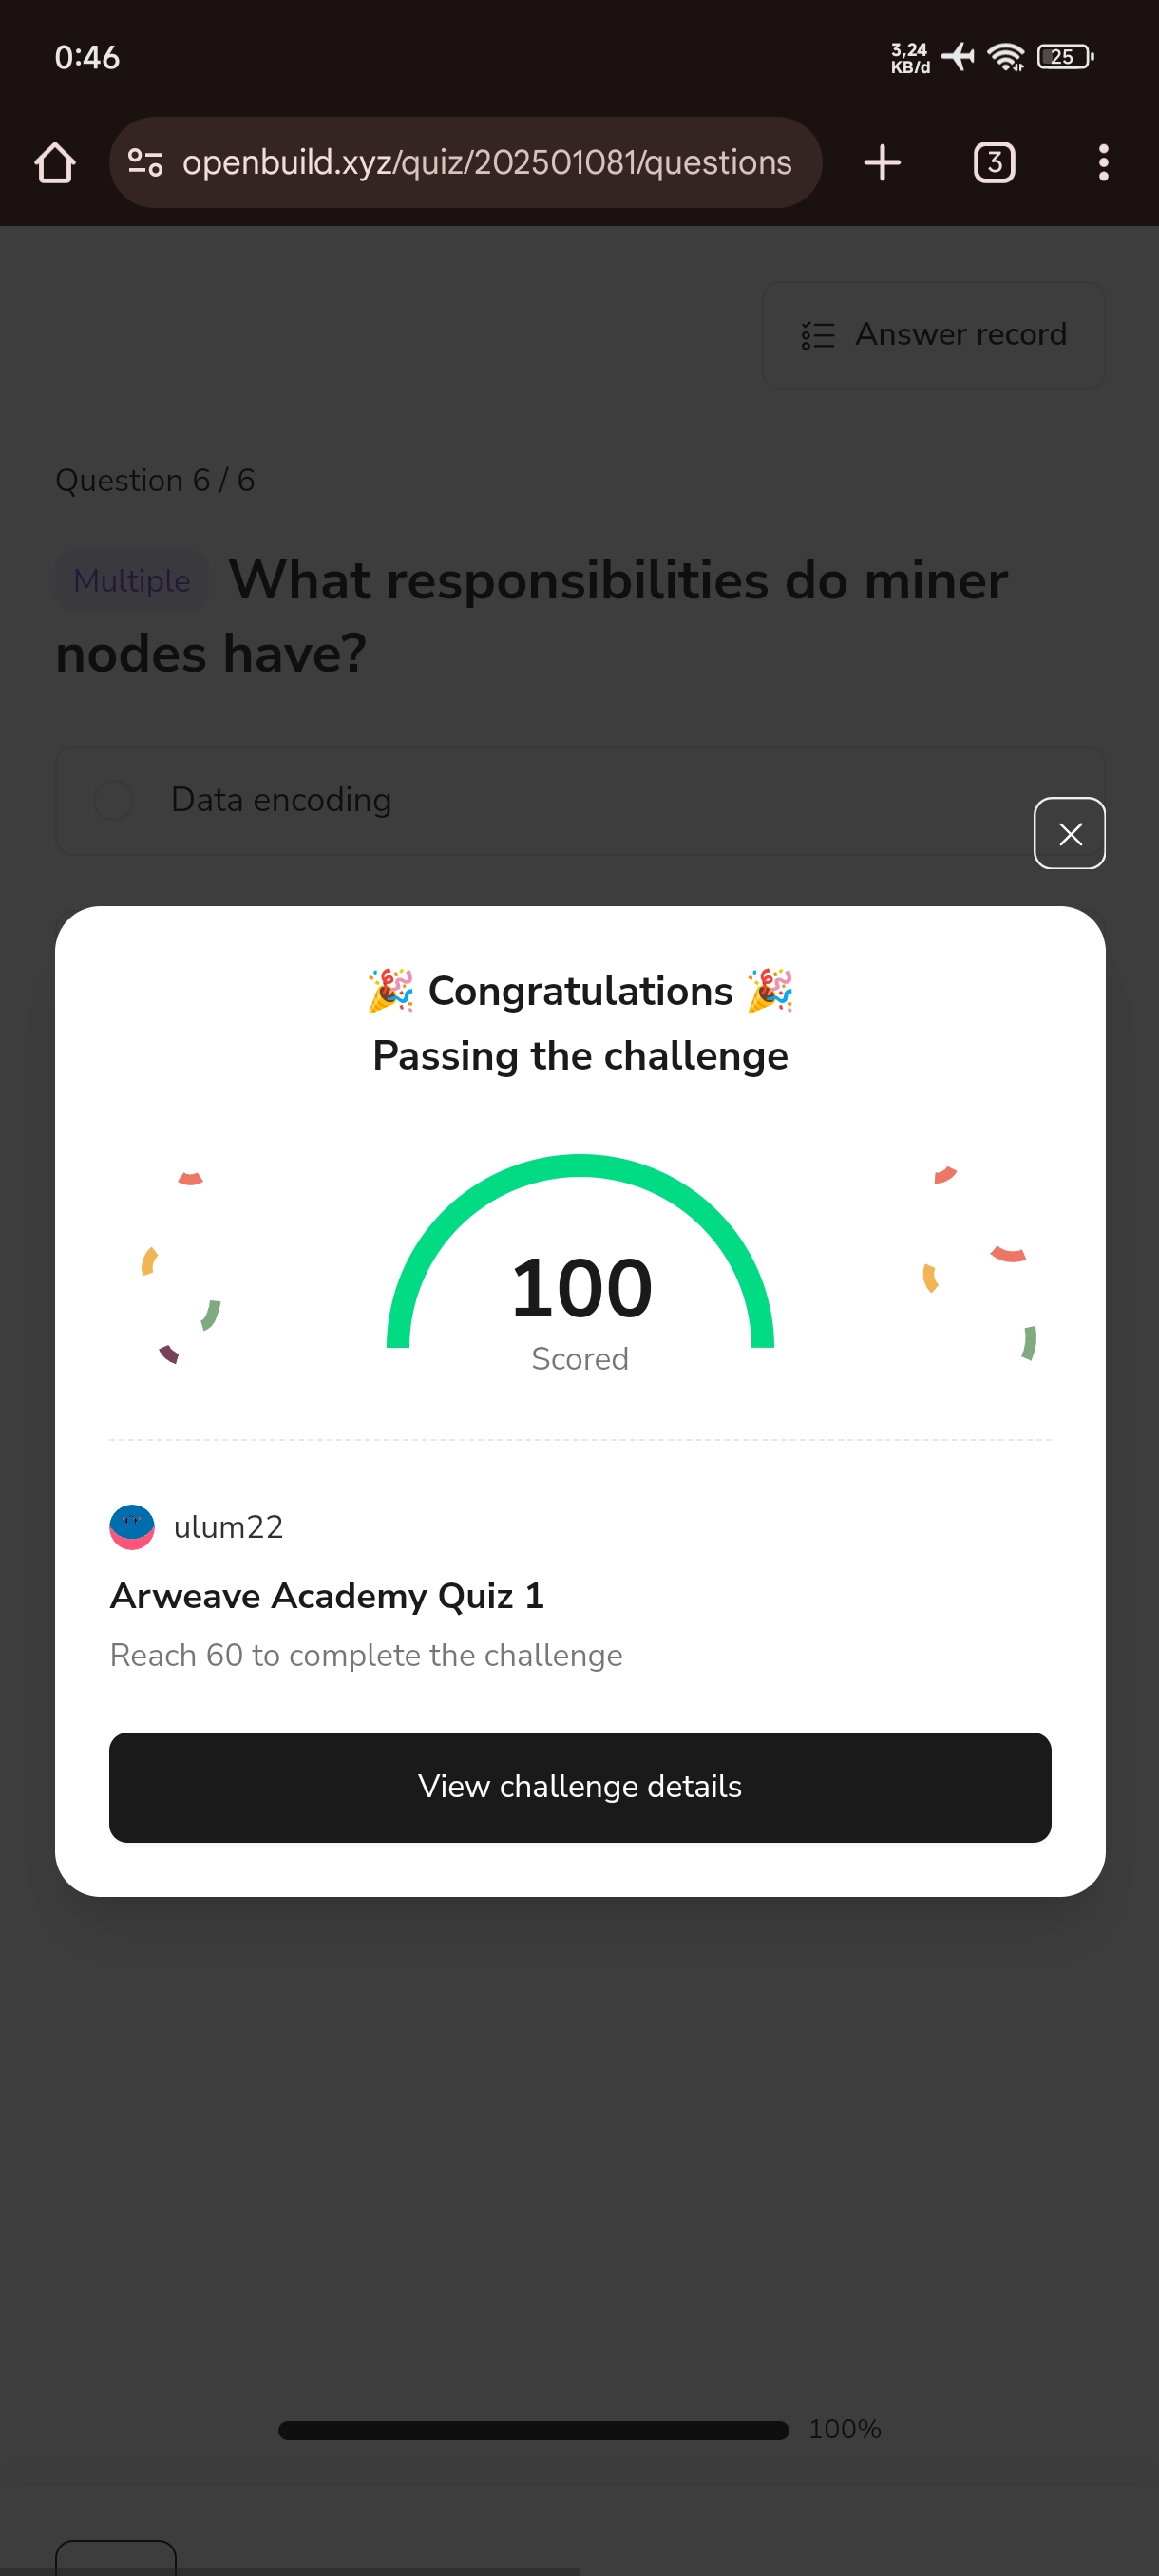 0:46
3,24
KB/d
25
openbuild.xyz/quiz/202501081/questions
3
Answer record
Question 6 / 6
Multiple What responsibilities do miner
nodes have?
Data encoding
🎉 Congratulations 🎉
Passing the challenge
100
Scored
ulum22
Arweave Academy Quiz 1
Reach 60 to complete the challenge
View challenge details
100%